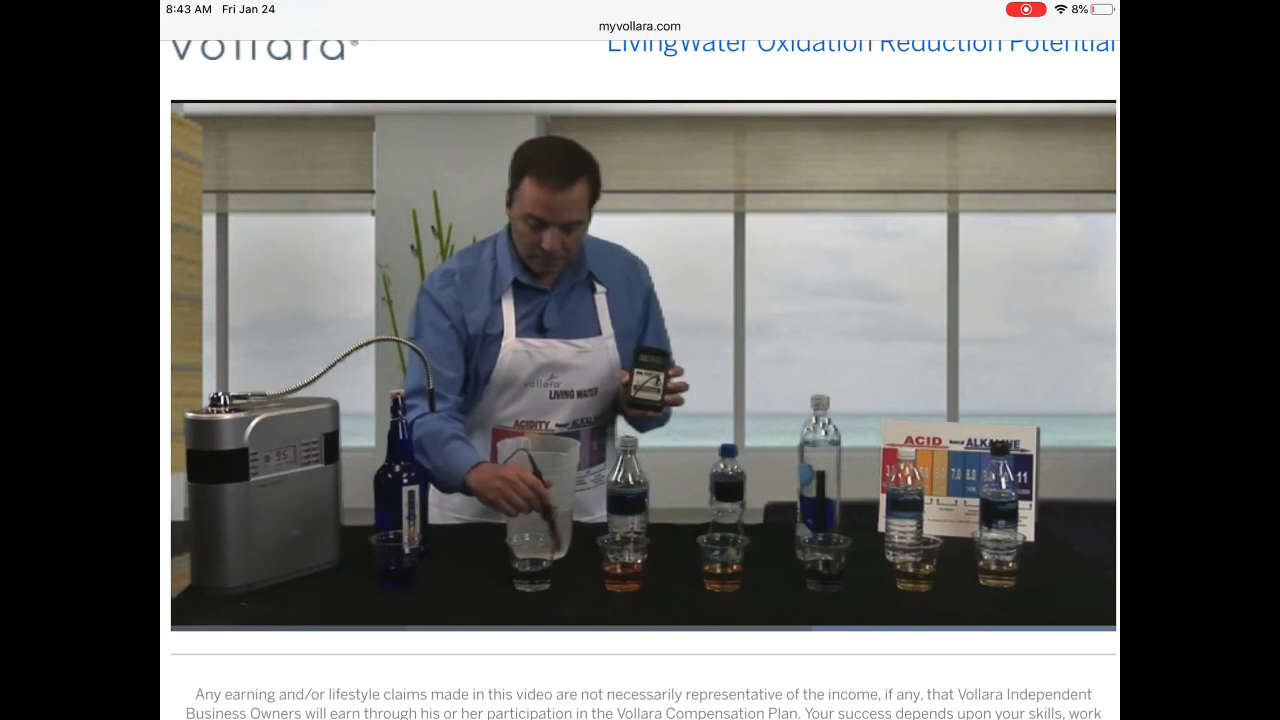 8:43 AM Fri Jan 24
8%
myvollara.com
vollara®
LivingWater Oxidation Reduction Potential
vollara
LIVING WATER
ACIDITY ALKALINE
95
ACID ALKALINE
7.0 8.0 11
Any earning and/or lifestyle claims made in this video are not necessarily representative of the income, if any, that Vollara Independent
Business Owners will earn through his or her participation in the Vollara Compensation Plan. Your success depends upon your skills, work